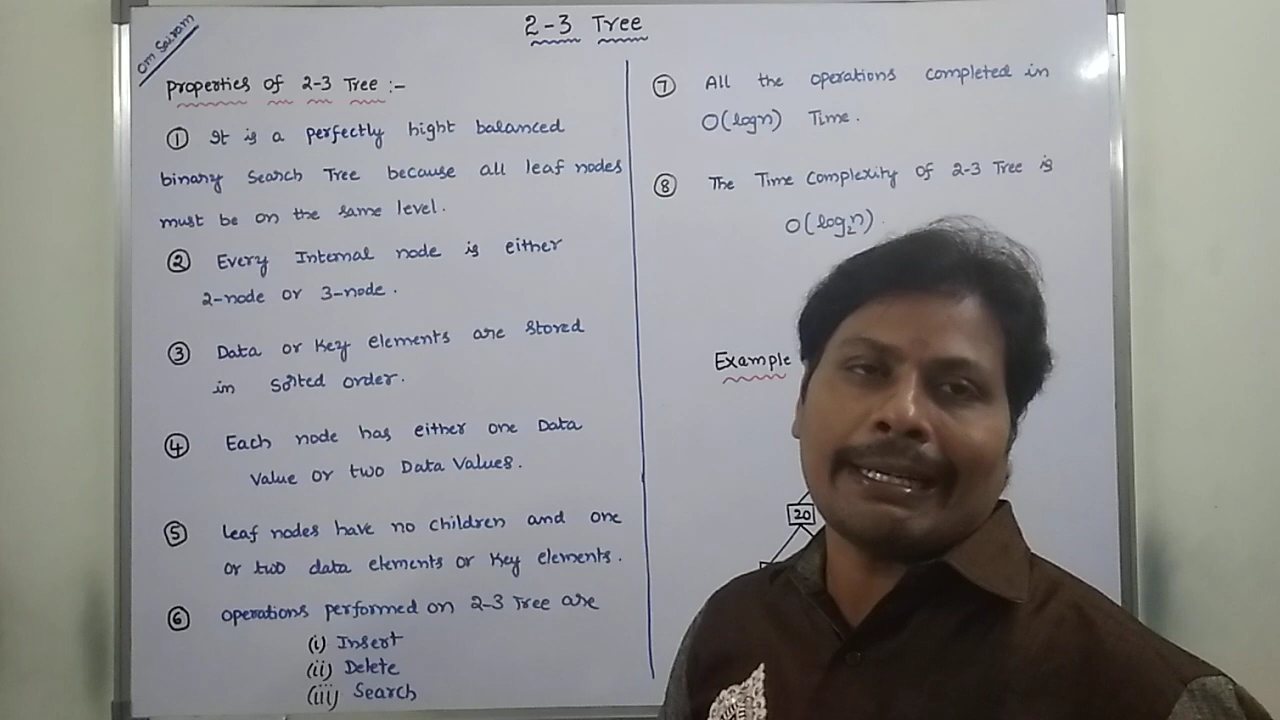 Om Sairam
2-3 Tree
Properties of 2-3 Tree :-
① It is a perfectly hight balanced
binary Search Tree because all leaf nodes
must be on the same level.
② Every Internal node is either
2-node or 3-node.
③ Data or Key elements are stored
in sorted order.
④ Each node has either one Data
Value or two Data Values.
⑤ leaf nodes have no children and one
or two data elements or key elements.
⑥ operations performed on 2-3 Tree are
(i) Insert
(ii) Delete
(iii) Search
⑦ All the operations completed in
O(logn) Time.
⑧ The Time Complexity of 2-3 Tree is
O(log₂n).
Example
20